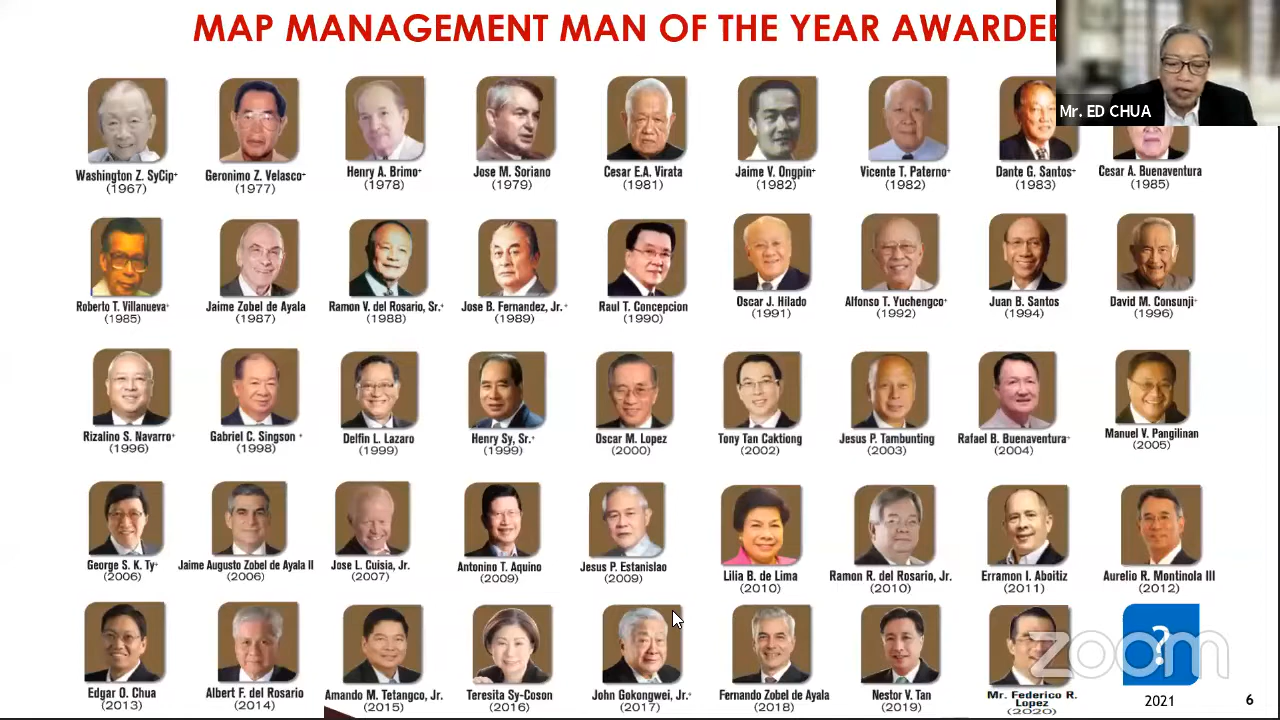 MAP MANAGEMENT MAN OF THE YEAR AWARDEE
Mr. ED CHUA
Washington Z. SyCip+ Geronimo Z. Velasco+ Henry A. Brimo+ Jose M. Soriano Cesar E.A. Virata Jaime V. Ongpin+ Vicente T. Paterno+ Dante G. Santos+ Cesar A. Buenaventura
(1967) (1977) (1978) (1979) (1981) (1982) (1982) (1983) (1985)
Roberto T. Villanueva+ Jaime Zobel de Ayala Ramon V. del Rosario, Sr.+ Jose B. Fernandez, Jr.+ Raul T. Concepcion Oscar J. Hilado Alfonso T. Yuchengco+ Juan B. Santos David M. Consunji+
(1985) (1987) (1988) (1989) (1990) (1991) (1992) (1994) (1996)
Rizalino S. Navarro+ Gabriel C. Singson + Delfin L. Lazaro Henry Sy, Sr.+ Oscar M. Lopez Tony Tan Caktiong Jesus P. Tambunting Rafael B. Buenaventura+ Manuel V. Pangilinan
(1996) (1998) (1999) (1999) (2000) (2002) (2003) (2004) (2005)
George S. K. Ty+ Jaime Augusto Zobel de Ayala II Jose L. Cuisia, Jr. Antonino T. Aquino Jesus P. Estanislao Lilia B. de Lima Ramon R. del Rosario, Jr. Erramon I. Aboitiz Aurelio R. Montinola III
(2006) (2006) (2007) (2009) (2009) (2010) (2010) (2011) (2012)
?
zoom
Edgar O. Chua Albert F. del Rosario Amando M. Tetangco, Jr. Teresita Sy-Coson John Gokongwei, Jr.+ Fernando Zobel de Ayala Nestor V. Tan Mr. Federico R.
Lopez
(2013) (2014) (2015) (2016) (2017) (2018) (2019) (2020) 2021
6